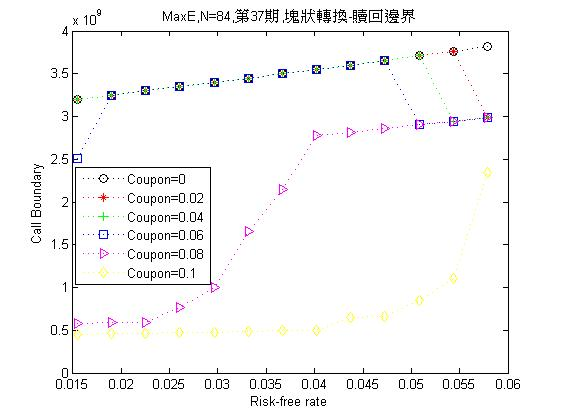 MaxE,N=84,第37期,塊狀轉換-贖回邊界
x 10^9
4
3.5
3
2.5
2
1.5
1
0.5
0
Call Boundary
Coupon=0
Coupon=0.02
Coupon=0.04
Coupon=0.06
Coupon=0.08
Coupon=0.1
0.015 0.02 0.025 0.03 0.035 0.04 0.045 0.05 0.055 0.06
Risk-free rate